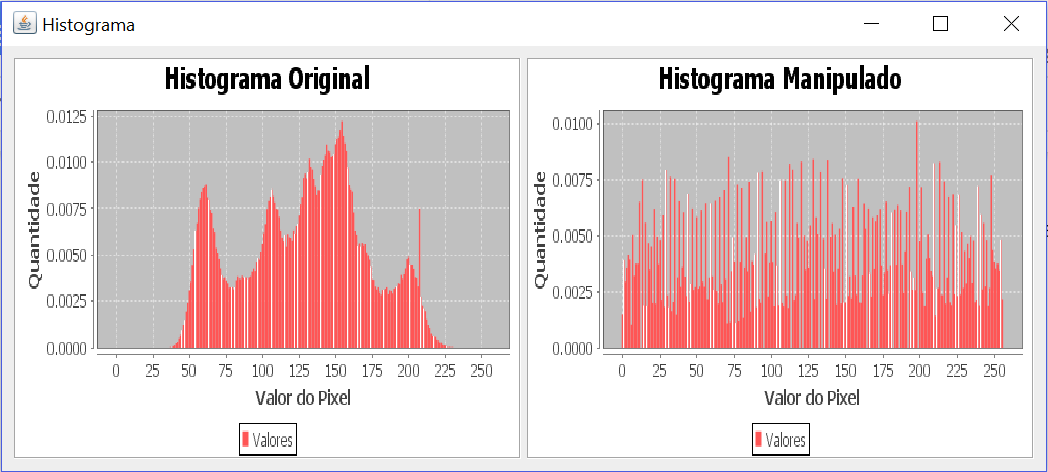 Histograma
Histograma Original
Quantidade
0.0125
0.0100
0.0075
0.0050
0.0025
0.0000
0 25 50 75 100 125 150 175 200 225 250
Valor do Pixel
Valores
Histograma Manipulado
Quantidade
0.0100
0.0075
0.0050
0.0025
0.0000
0 25 50 75 100 125 150 175 200 225 250
Valor do Pixel
Valores